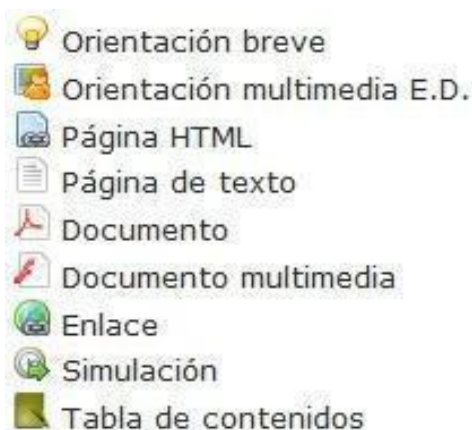 Orientación breve
Orientación multimedia E.D.
Página HTML
Página de texto
Documento
Documento multimedia
Enlace
Simulación
Tabla de contenidos